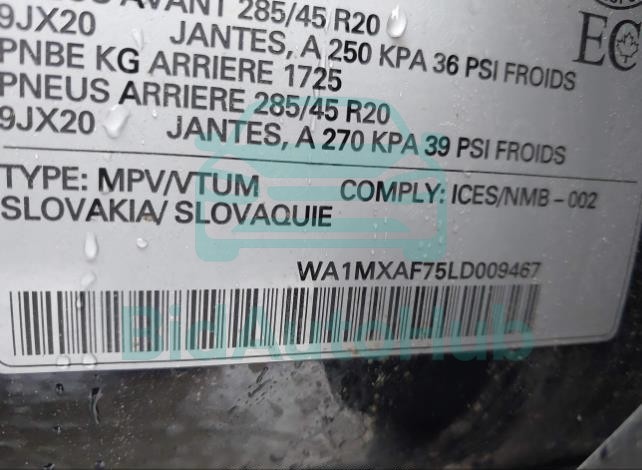 AVANT 285/45 R20
9JX20 JANTES, A 250 KPA 36 PSI FROIDS
EC
PNBE KG ARRIERE 1725
PNEUS ARRIERE 285/45 R20
9JX20 JANTES, A 270 KPA 39 PSI FROIDS
TYPE: MPV/VTUM COMPLY: ICES/NMB-002
SLOVAKIA/ SLOVAQUIE
WA1MXAF75LD009467
BidAutoHub